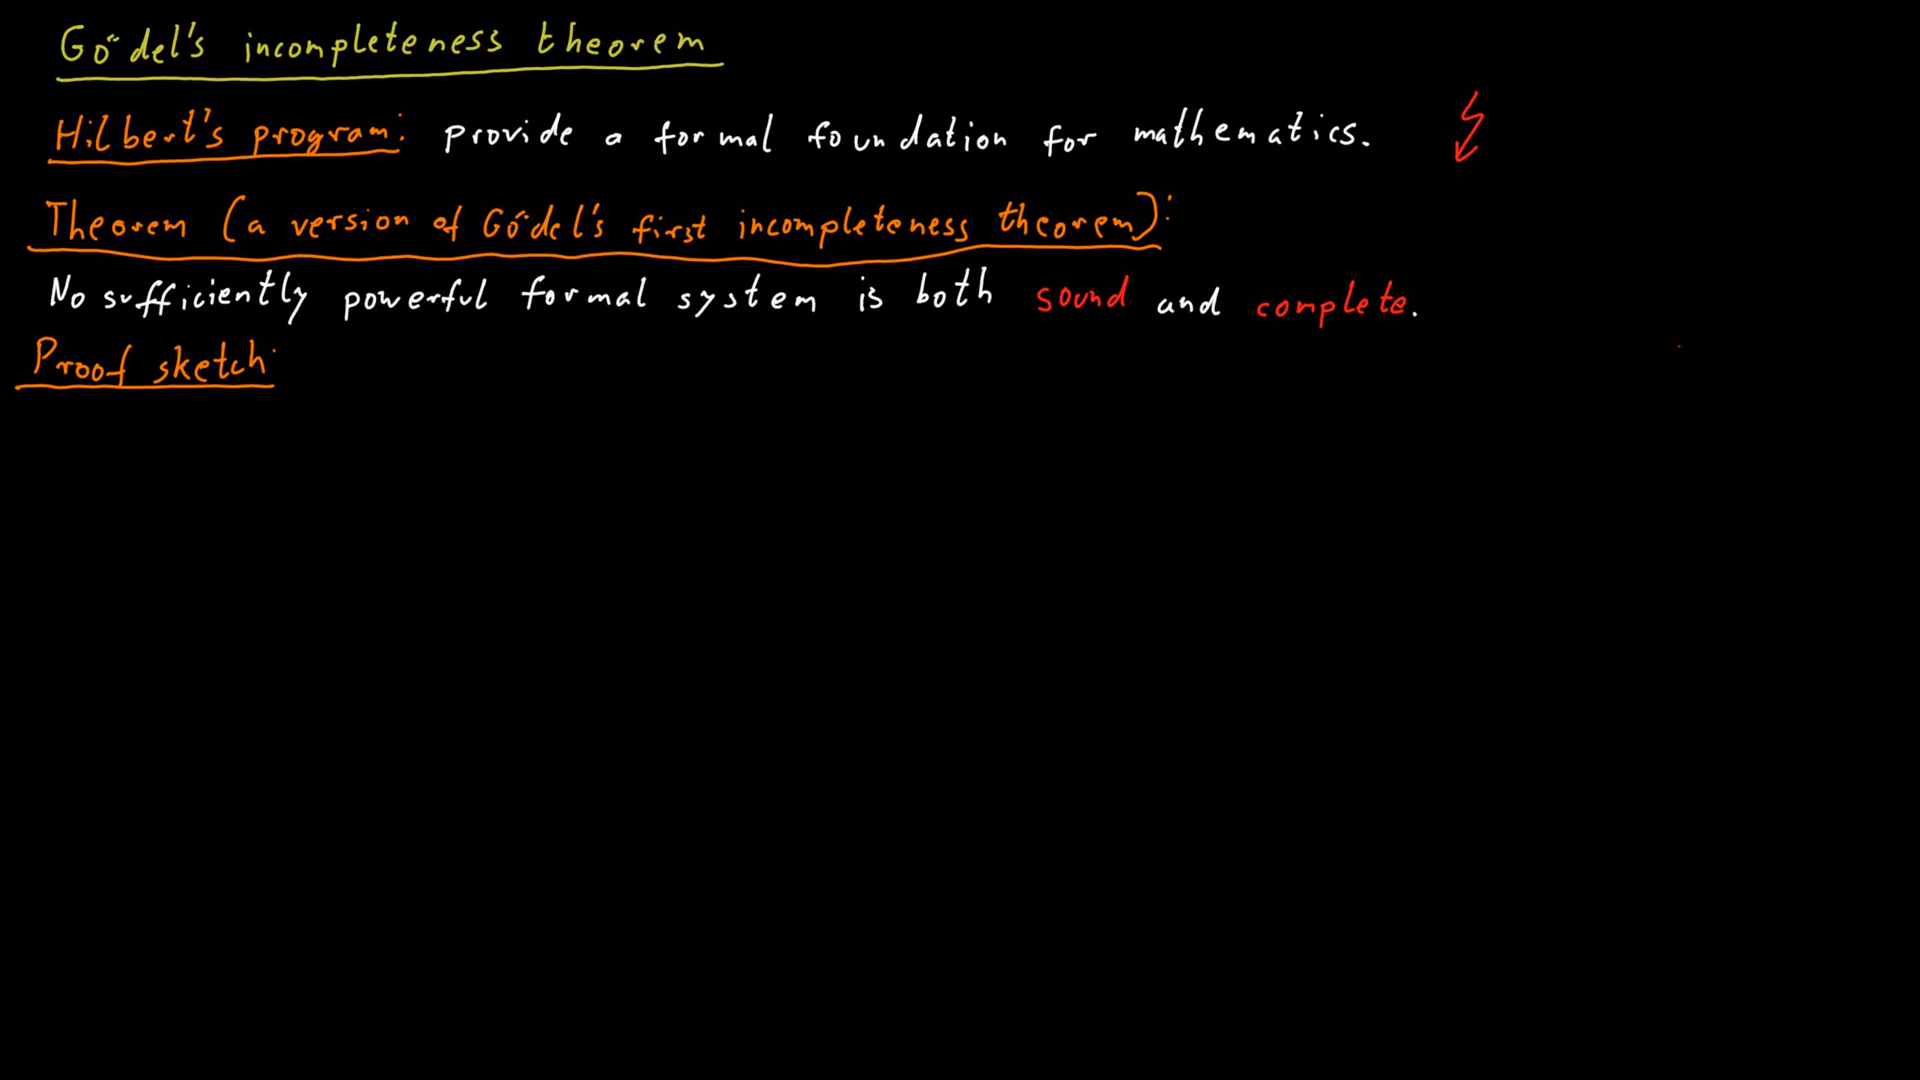 Gödel's incompleteness theorem
Hilbert's program: provide a formal foundation for mathematics.
Theorem (a version of Gödel's first incompleteness theorem):
No sufficiently powerful formal system is both sound and complete.
Proof sketch: